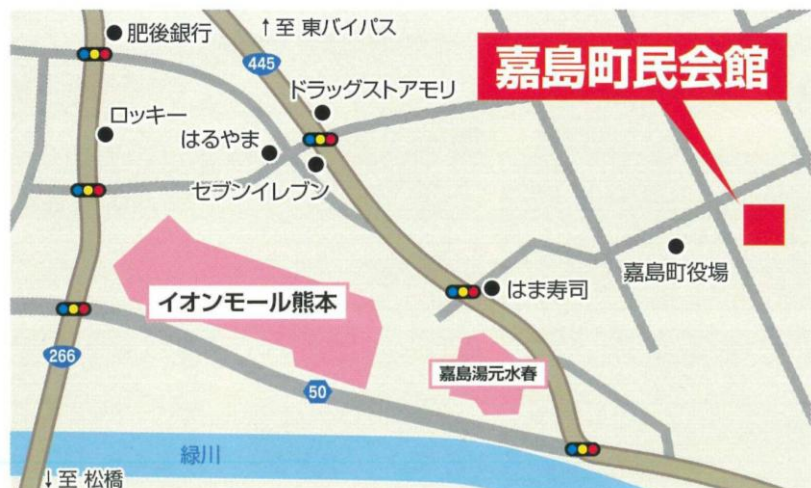 肥後銀行
↑至 東バイパス
445
嘉島町民会館
ドラッグストアモリ
ロッキー
はるやま
セブンイレブン
嘉島町役場
はま寿司
イオンモール熊本
266
嘉島湯元水春
50
緑川
↓至 松橋